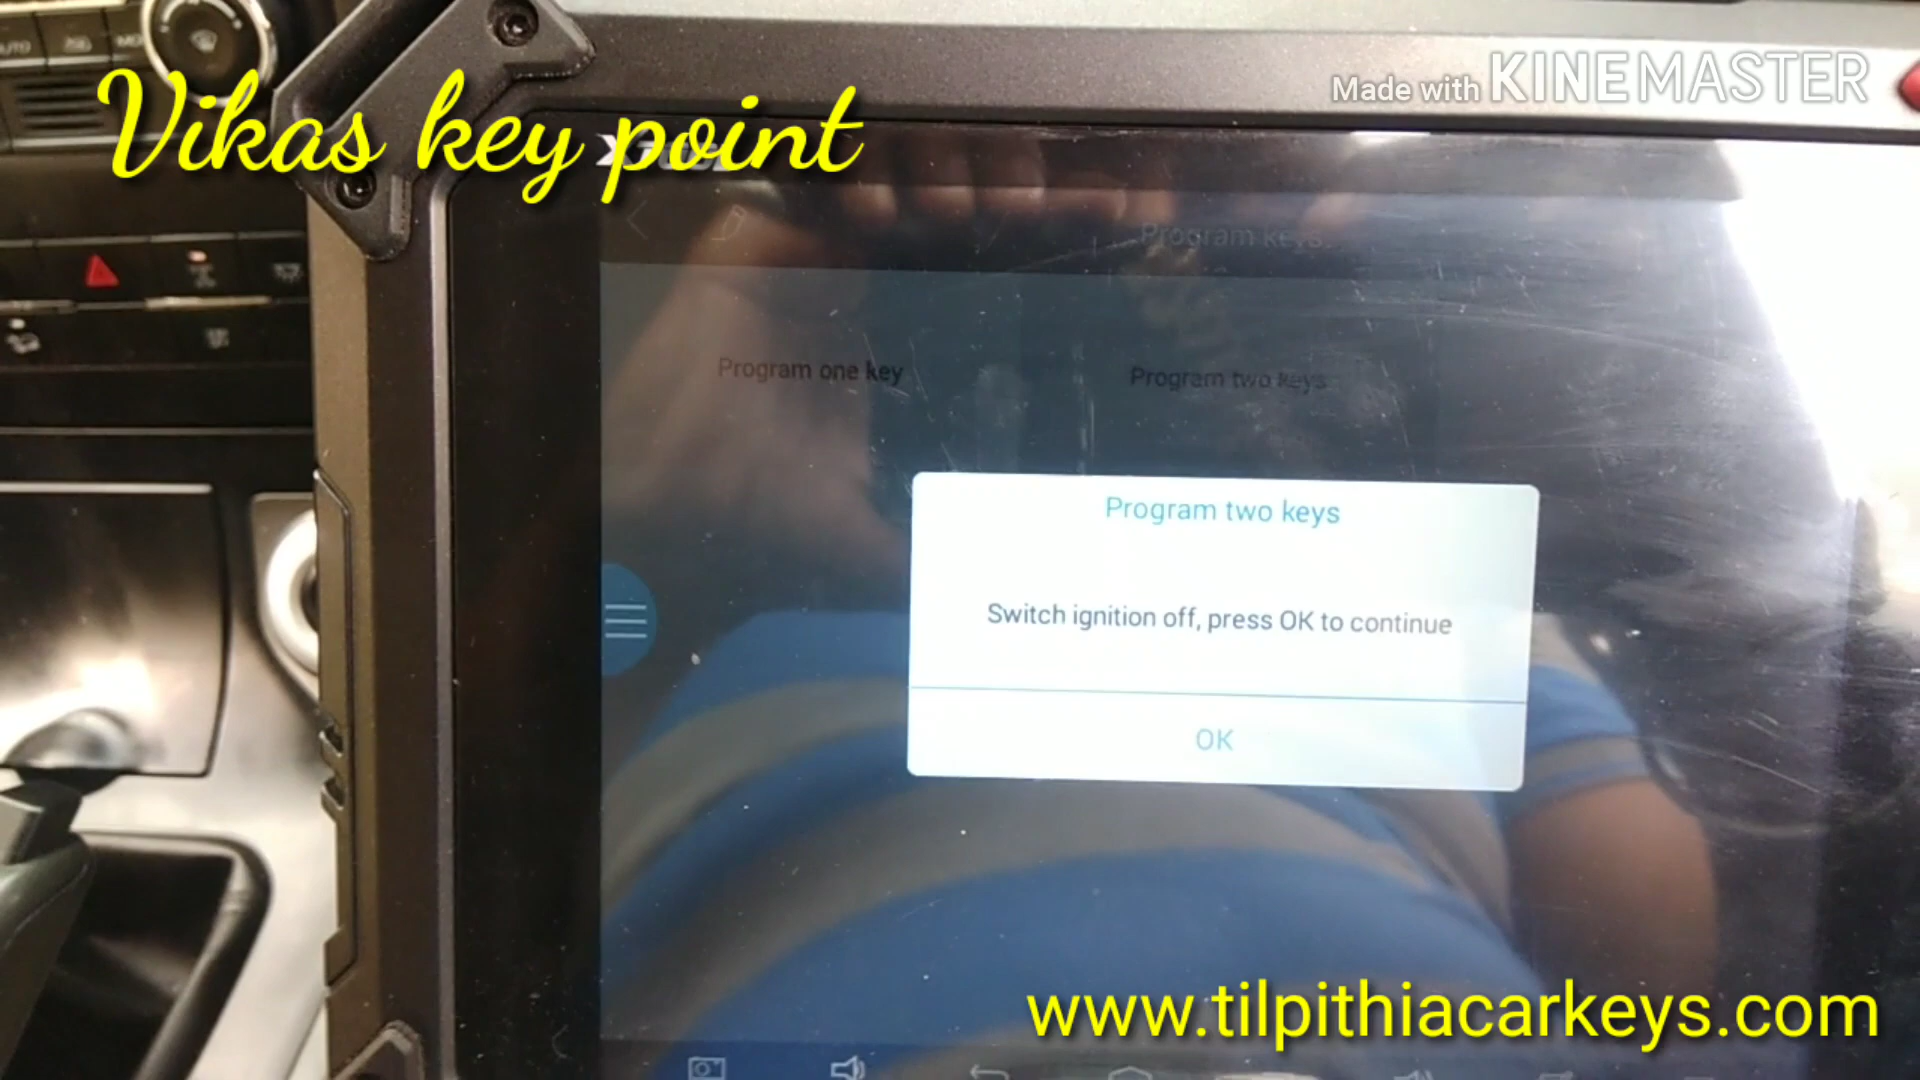 Vikas key point
Made with KINEMASTER
Program keys
Program one key
Program two keys
Program two keys
Switch ignition off, press OK to continue
OK
www.tilpithiacarkeys.com